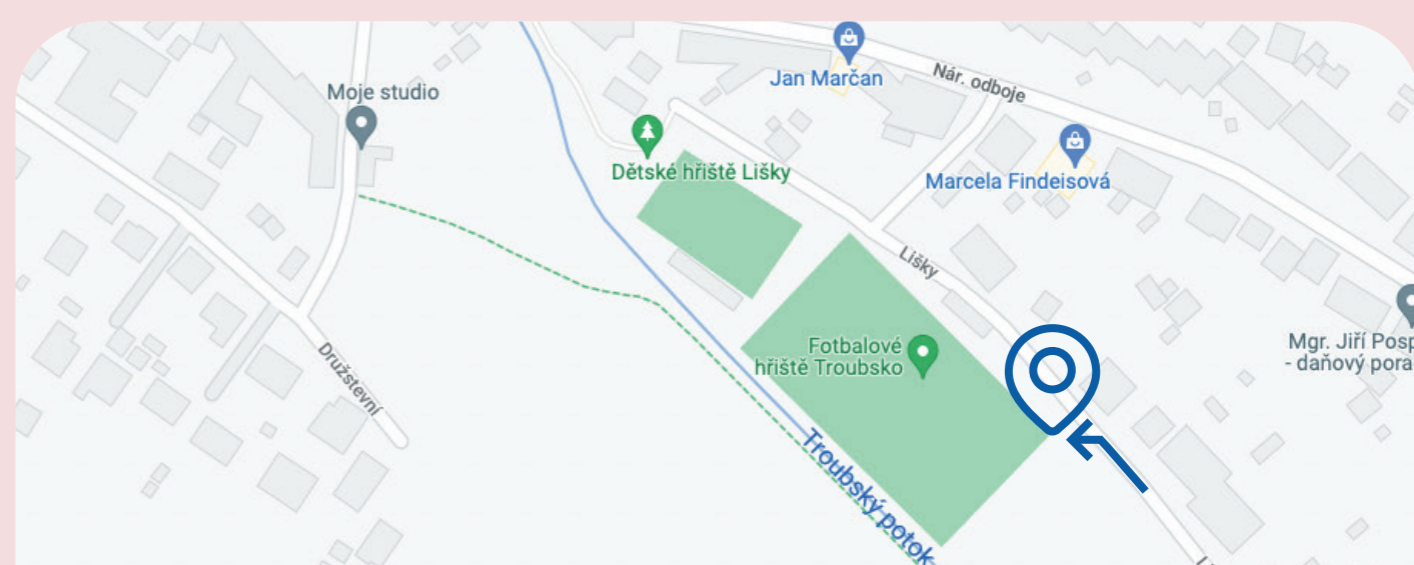 Moje studio
Jan Marčan
Nár. odboje
Dětské hřiště Lišky
Marcela Findeisová
Lišky
Fotbalové
hřiště Troubsko
Mgr. Jiří Posp
- daňový pora
Družstevní
Troubský potok